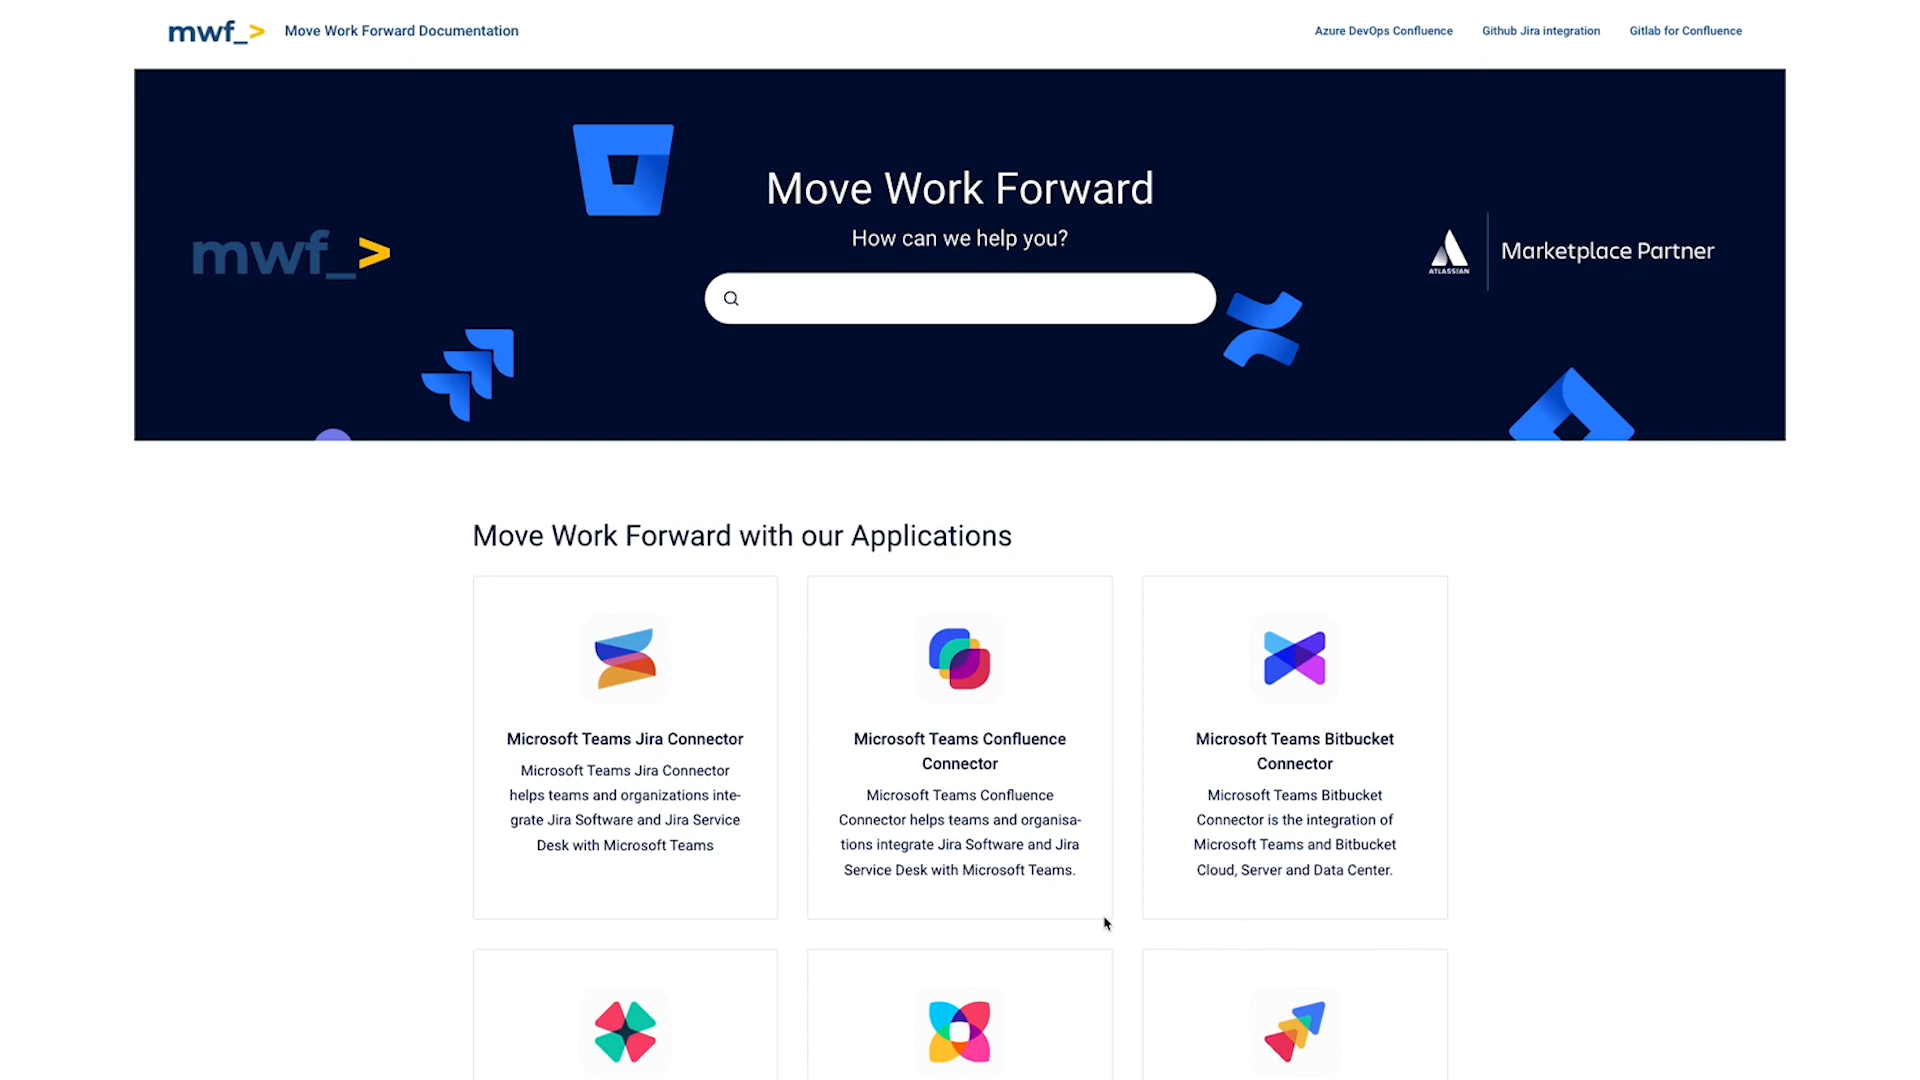 mwf_> Move Work Forward Documentation Azure DevOps Confluence Github Jira integration Gitlab for Confluence
Move Work Forward
How can we help you?
mwf_>
ATLASSIAN
Marketplace Partner
Move Work Forward with our Applications
Microsoft Teams Jira Connector
Microsoft Teams Jira Connector
helps teams and organizations inte-
grate Jira Software and Jira Service
Desk with Microsoft Teams
Microsoft Teams Confluence
Connector
Microsoft Teams Confluence
Connector helps teams and organisa-
tions integrate Jira Software and Jira
Service Desk with Microsoft Teams.
Microsoft Teams Bitbucket
Connector
Microsoft Teams Bitbucket
Connector is the integration of
Microsoft Teams and Bitbucket
Cloud, Server and Data Center.